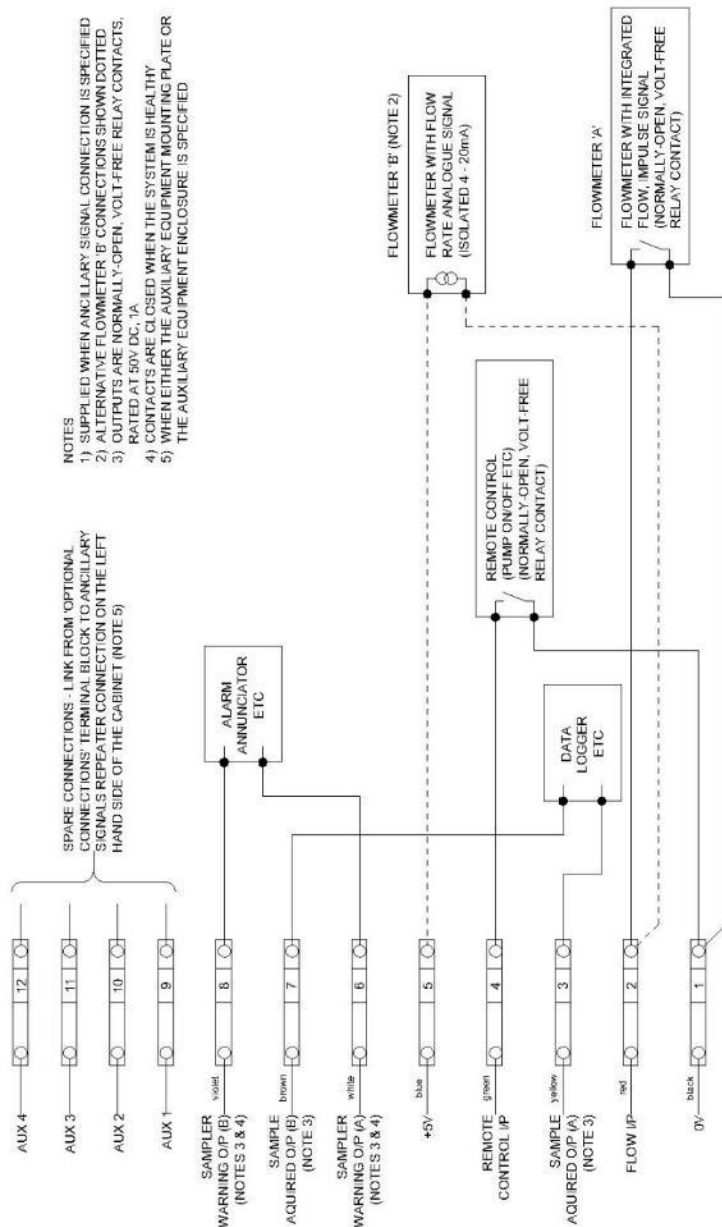 NOTES
1) SUPPLIED WHEN ANCILLARY SIGNAL CONNECTION IS SPECIFIED
2) ALTERNATIVE FLOWMETER 'B' CONNECTIONS SHOWN DOTTED
3) OUTPUTS ARE NORMALLY-OPEN, VOLT-FREE RELAY CONTACTS,
RATED AT 50V DC, 1A
4) CONTACTS ARE CLOSED WHEN THE SYSTEM IS HEALTHY
5) WHEN EITHER THE AUXILIARY EQUIPMENT MOUNTING PLATE OR
THE AUXILIARY EQUIPMENT ENCLOSURE IS SPECIFIED
SPARE CONNECTIONS - LINK FROM 'OPTIONAL
CONNECTIONS' TERMINAL BLOCK TO ANCILLARY
SIGNALS REPEATER CONNECTION ON THE LEFT
HAND SIDE OF THE CABINET (NOTE 5)
AUX 4
12
AUX 3
11
AUX 2
10
AUX 1
9
SAMPLER
WARNING O/P (B)
(NOTES 3 & 4)
violet
8
SAMPLE
AQUIRED O/P (B)
(NOTE 3)
brown
7
SAMPLER
WARNING O/P (A)
(NOTES 3 & 4)
white
6
+5V
blue
5
REMOTE
CONTROL I/P
green
4
SAMPLE
AQUIRED O/P (A)
(NOTE 3)
yellow
3
FLOW I/P
red
2
0V
black
1
ALARM
ANNUNCIATOR
ETC
DATA
LOGGER
ETC
REMOTE CONTROL
(PUMP ON/OFF ETC)
(NORMALLY-OPEN, VOLT-FREE
RELAY CONTACT)
FLOWMETER 'B' (NOTE 2)
FLOWMETER WITH FLOW
RATE ANALOGUE SIGNAL
(ISOLATED 4 - 20mA)
FLOWMETER 'A'
FLOWMETER WITH INTEGRATED
FLOW, IMPULSE SIGNAL
(NORMALLY-OPEN, VOLT-FREE
RELAY CONTACT)